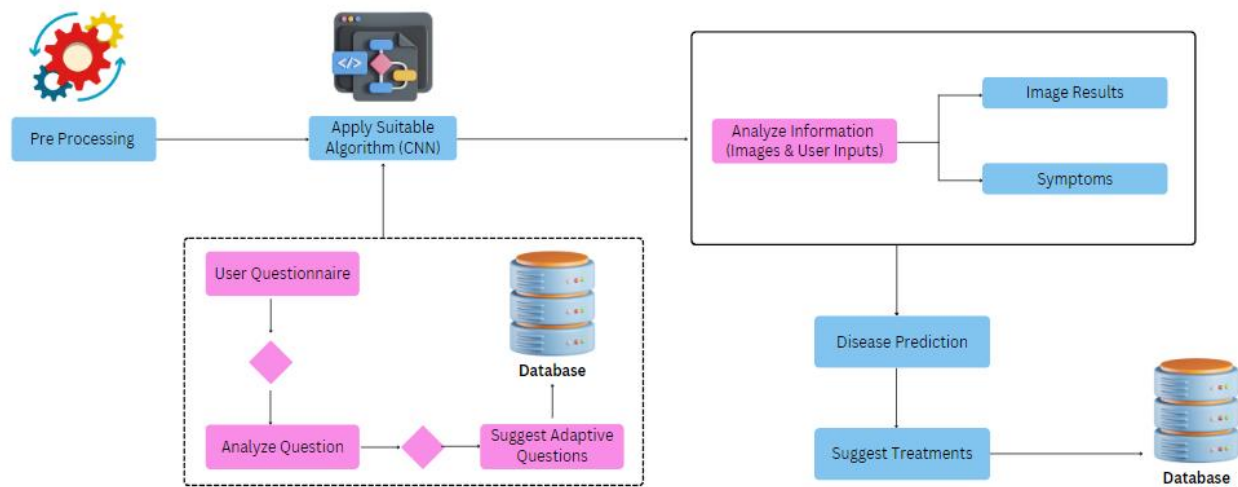 </>
Pre Processing
Apply Suitable
Algorithm (CNN)
Analyze Information
(Images & User Inputs)
Image Results
Symptoms
User Questionnaire
Database
Analyze Question
Suggest Adaptive
Questions
Disease Prediction
Suggest Treatments
Database